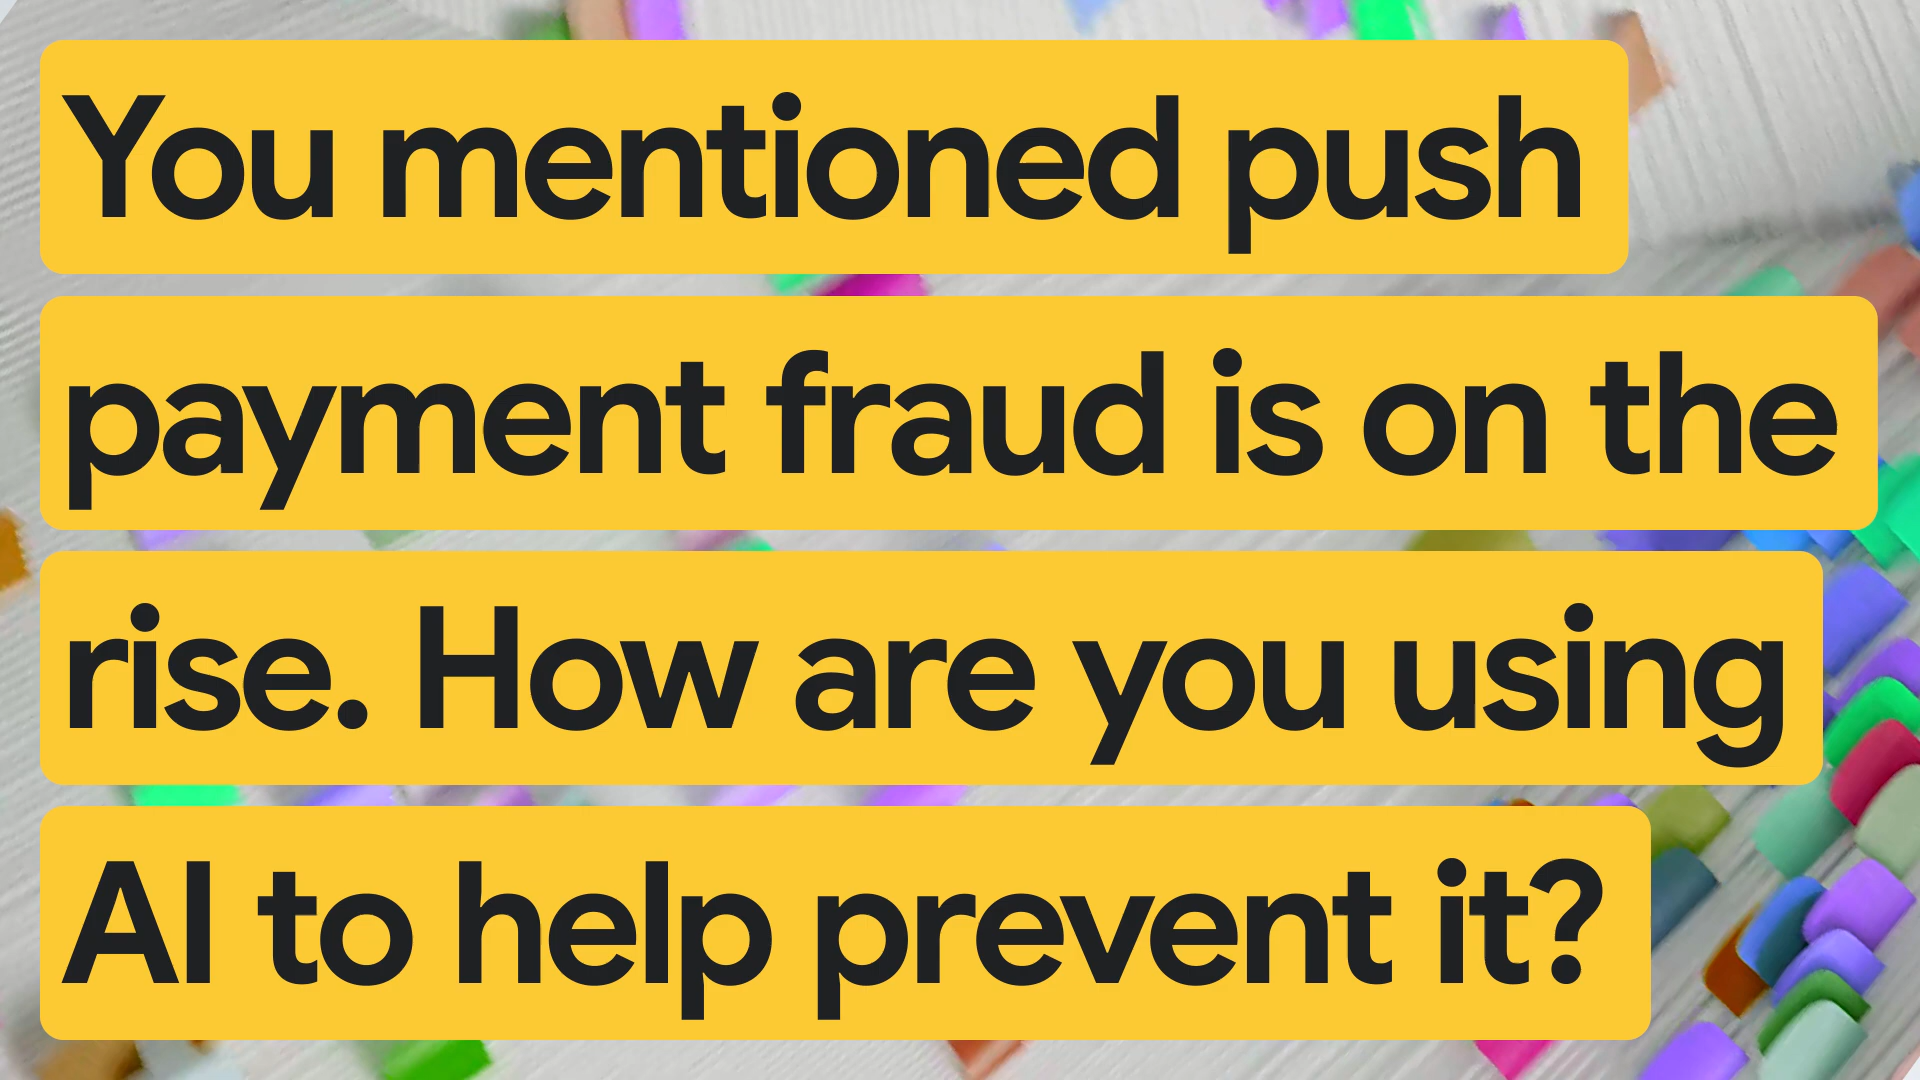 You mentioned push
payment fraud is on the
rise. How are you using
AI to help prevent it?